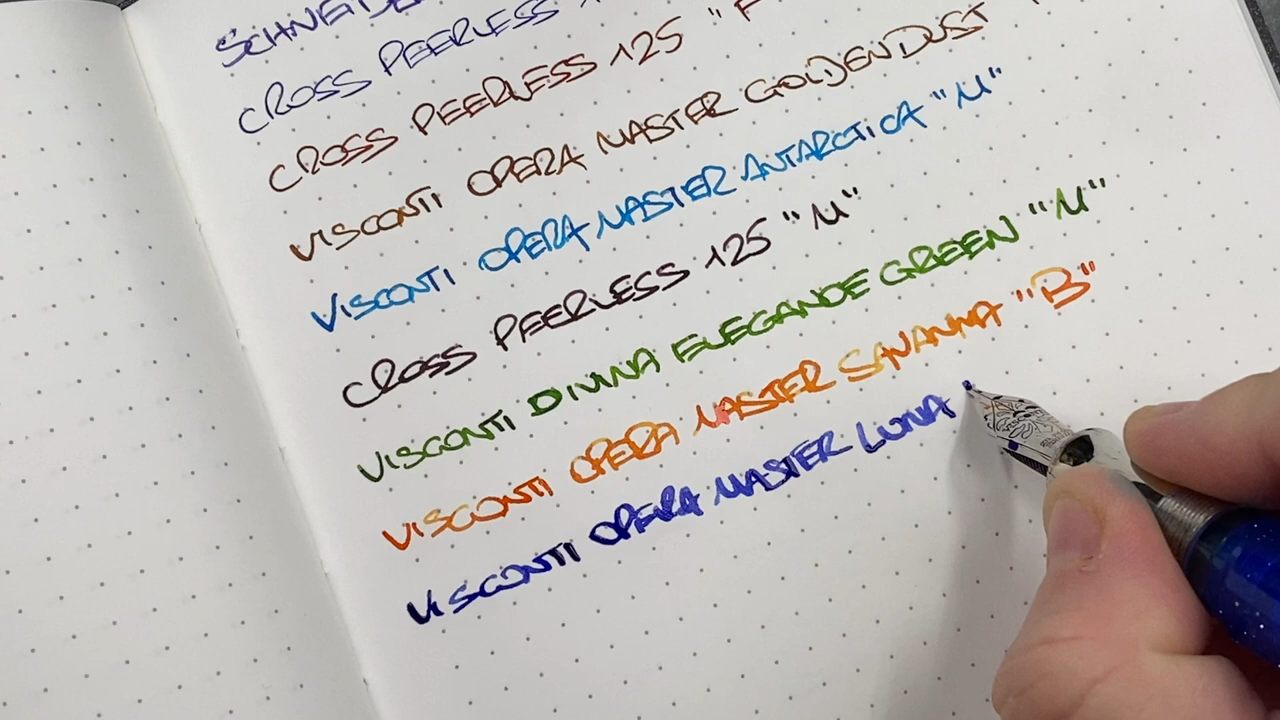 CROSS PEERLESS
CROSS PEERLESS 125 "F
VISCONTI OPERA MASTER GOLDENDUST
VISCONTI OPERA MASTER ANTARCTICA "M"
CROSS PEERLESS 125 "M"
VISCONTI DIVINA ELEGANCE GREEN "M"
VISCONTI OPERA MASTER SAVANNA "B"
VISCONTI OPERA MASTER LUNA